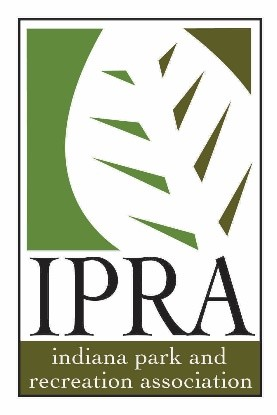 IPRA
indiana park and
recreation association